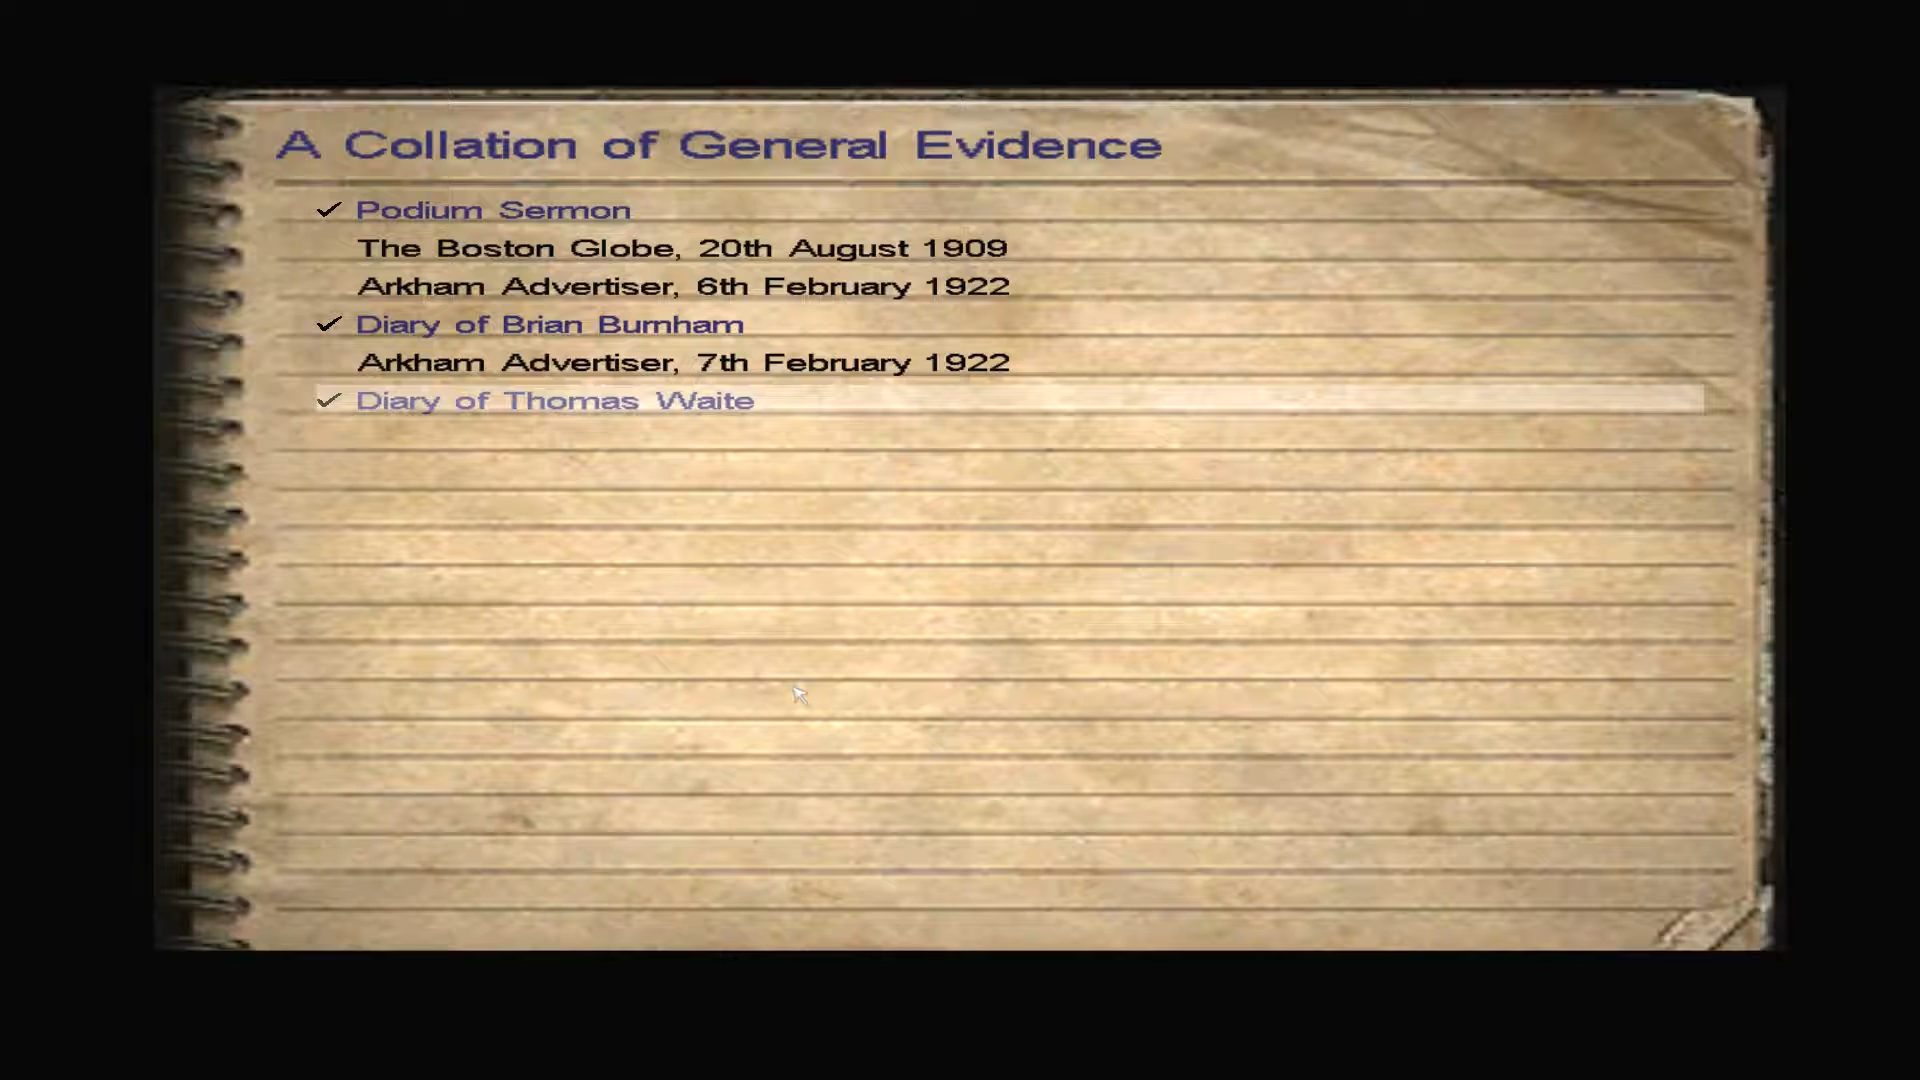 A Collation of General Evidence
Podium Sermon
The Boston Globe, 20th August 1909
Arkham Advertiser, 6th February 1922
Diary of Brian Burnham
Arkham Advertiser, 7th February 1922
Diary of Thomas Waite